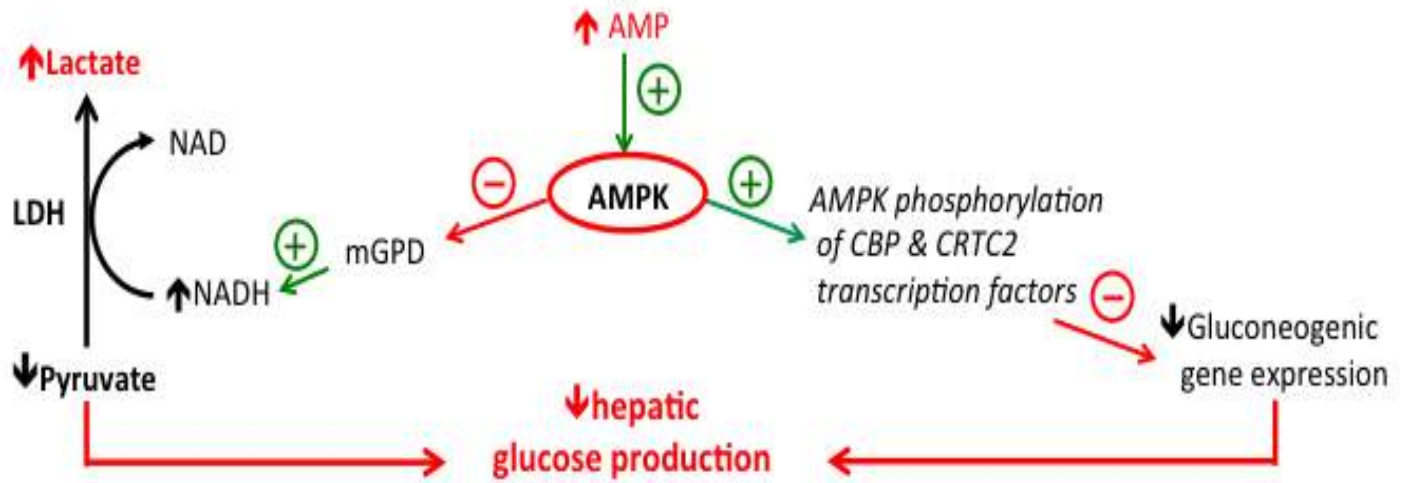 ↑ AMP
↑Lactate
+
NAD
− AMPK +
LDH
AMPK phosphorylation
of CBP & CRTC2
transcription factors −
+ mGPD
↑NADH
↓Gluconeogenic
gene expression
↓Pyruvate
↓hepatic
glucose production